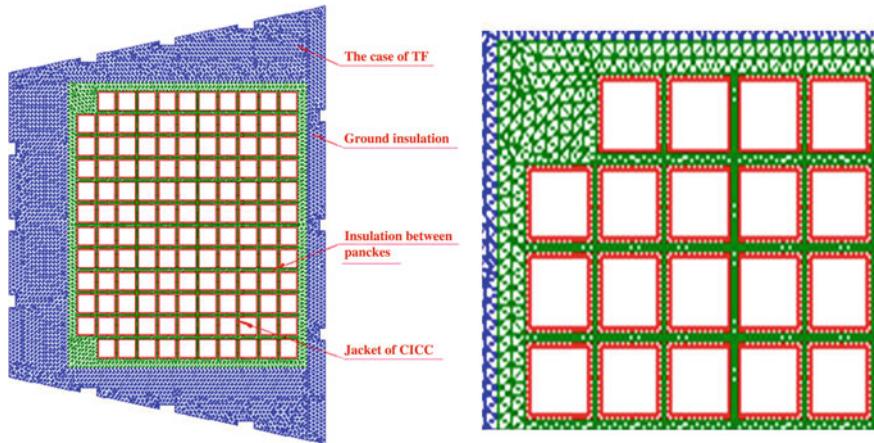 The case of TF
Ground insulation
Insulation between
panckes
Jacket of CICC